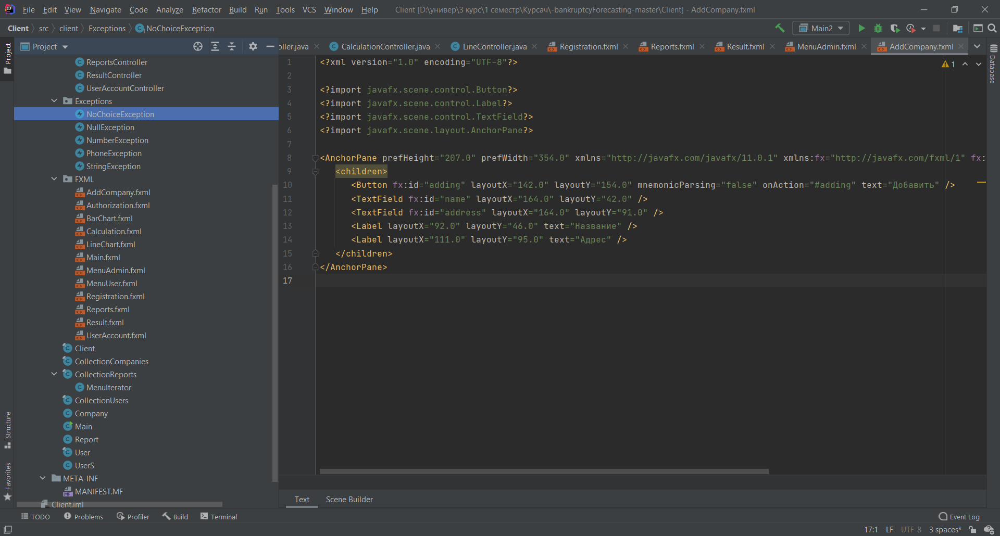 File Edit View Navigate Code Analyze Refactor Build Run Tools VCS Window Help Client [D:\универ\3 курс\1 семестр\Курсач\-bankruptcyForecasting-master\Client] - AddCompany.fxml
Client src client Exceptions NoChoiceException Main2
Project
Project
ReportsController
ResultController
UserAccountController
Exceptions
NoChoiceException
NullException
NumberException
PhoneException
StringException
FXML
AddCompany.fxml
Authorization.fxml
BarChart.fxml
Calculation.fxml
LineChart.fxml
Main.fxml
MenuAdmin.fxml
MenuUser.fxml
Registration.fxml
Reports.fxml
Result.fxml
UserAccount.fxml
Client
CollectionCompanies
CollectionReports
MenuIterator
CollectionUsers
Company
Main
Report
User
UserS
META-INF
MANIFEST.MF
Client.iml
Structure
Favorites
oller.java CalculationController.java LineController.java Registration.fxml Reports.fxml Result.fxml MenuAdmin.fxml AddCompany.fxml
Database
1
1 <?xml version="1.0" encoding="UTF-8"?>
2
3 <?import javafx.scene.control.Button?>
4 <?import javafx.scene.control.Label?>
5 <?import javafx.scene.control.TextField?>
6 <?import javafx.scene.layout.AnchorPane?>
7
8 <AnchorPane prefHeight="207.0" prefWidth="354.0" xmlns="http://javafx.com/javafx/11.0.1" xmlns:fx="http://javafx.com/fxml/1" fx:
9 <children>
10 <Button fx:id="adding" layoutX="142.0" layoutY="154.0" mnemonicParsing="false" onAction="#adding" text="Добавить" />
11 <TextField fx:id="name" layoutX="164.0" layoutY="42.0" />
12 <TextField fx:id="address" layoutX="164.0" layoutY="91.0" />
13 <Label layoutX="92.0" layoutY="46.0" text="Название" />
14 <Label layoutX="111.0" layoutY="95.0" text="Адрес" />
15 </children>
16 </AnchorPane>
17
Text Scene Builder
TODO Problems Profiler Build Terminal Event Log
17:1 LF UTF-8 3 spaces*